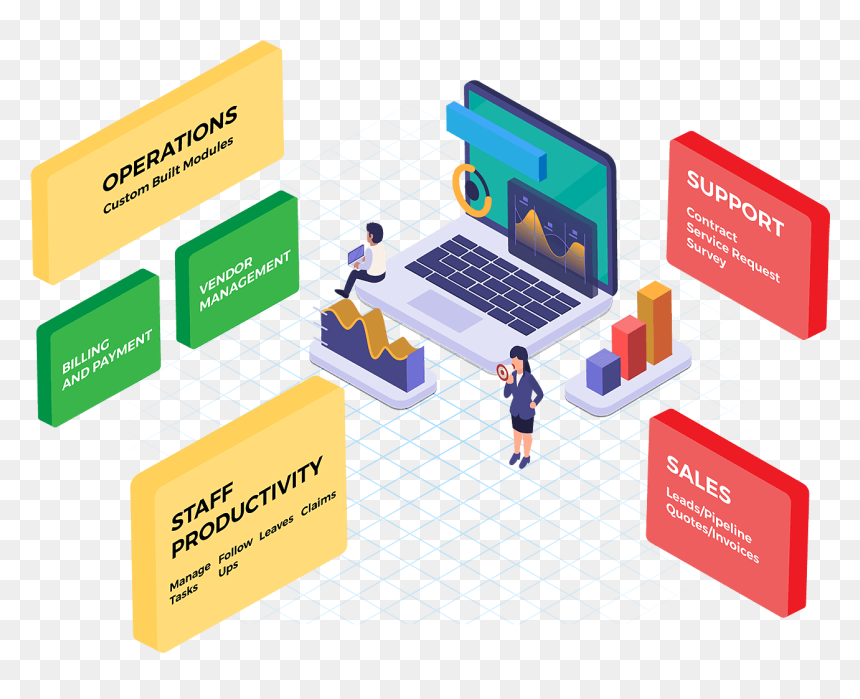 OPERATIONS
Custom Built Modules
VENDOR
MANAGEMENT
BILLING
AND PAYMENT
STAFF
PRODUCTIVITY
Manage Follow Leaves Claims
Tasks Ups
SUPPORT
Contract
Service Request
Survey
SALES
Leads/Pipeline
Quotes/Invoices